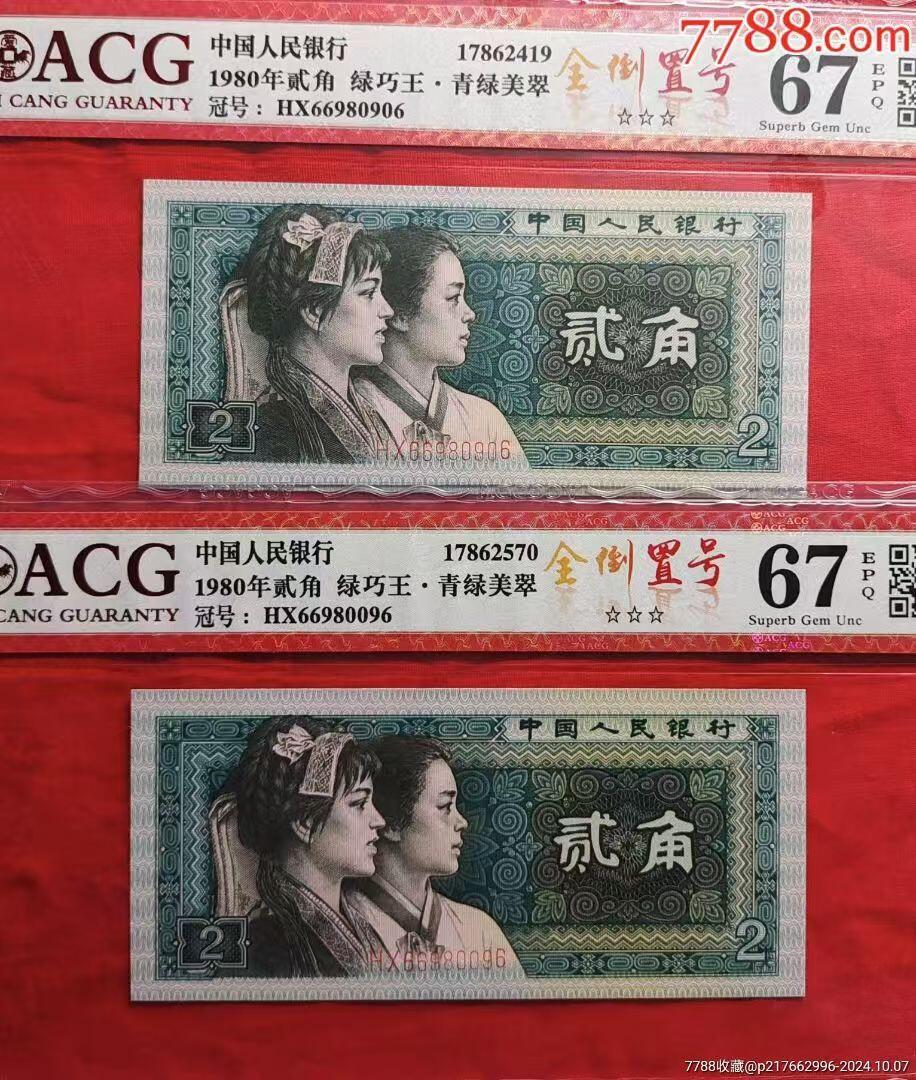 7788.com
ACG
CANG GUARANTY
中国人民银行 17862419
1980年贰角 绿巧王·青绿美翠
冠号：HX66980906
全倒置号
☆☆☆
67
EPQ
Superb Gem Unc
中国人民银行
贰角
2
2
HX66980906
ACG
ACG
ACG
ACG
CANG GUARANTY
中国人民银行 17862570
1980年贰角 绿巧王·青绿美翠
冠号：HX66980096
全倒置号
☆☆☆
67
EPQ
Superb Gem Unc
ACG
ACG
中国人民银行
贰角
2
2
HX66980096
7788收藏@p217662996-2024.10.07